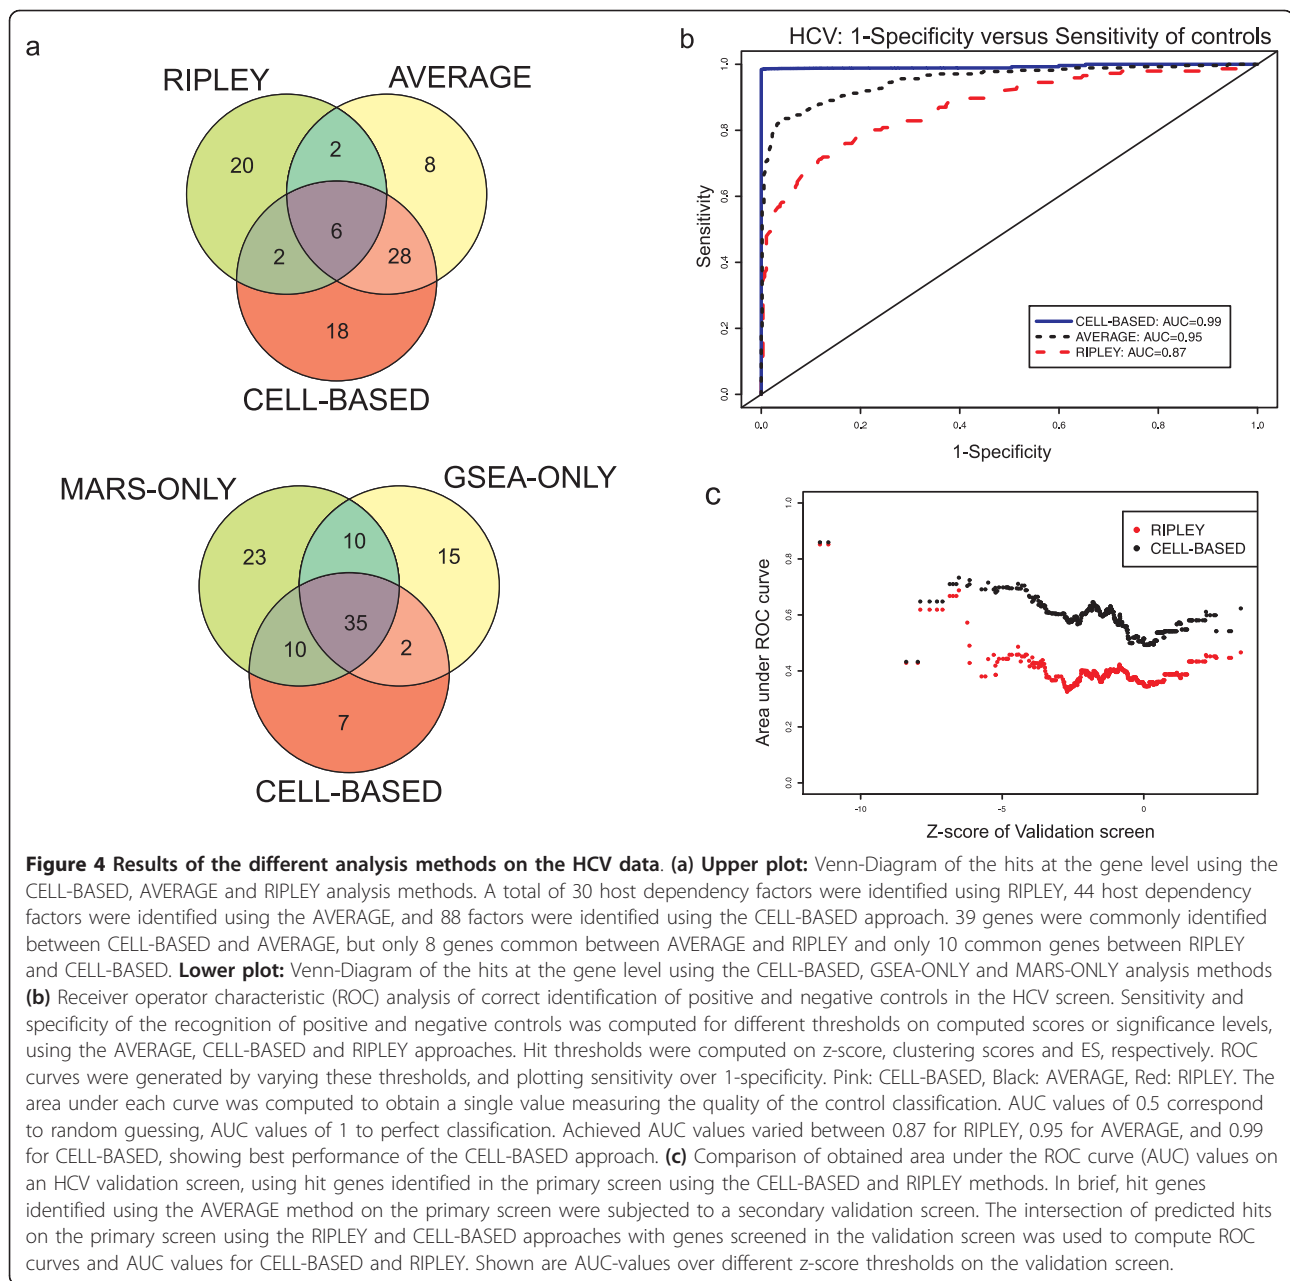 a
RIPLEY
AVERAGE
20
2
8
6
2
28
18
CELL-BASED
MARS-ONLY
GSEA-ONLY
23
10
15
35
10
2
7
CELL-BASED
b
HCV: 1-Specificity versus Sensitivity of controls
Sensitivity
1.0
0.8
0.6
0.4
0.2
0.0
CELL-BASED: AUC=0.99
AVERAGE: AUC=0.95
RIPLEY: AUC=0.87
0.0 0.2 0.4 0.6 0.8 1.0
1-Specificity
c
Area under ROC curve
1.0
0.8
0.6
0.4
0.2
0.0
RIPLEY
CELL-BASED
-10 -5 0
Z-score of Validation screen
Figure 4 Results of the different analysis methods on the HCV data. (a) Upper plot: Venn-Diagram of the hits at the gene level using the
CELL-BASED, AVERAGE and RIPLEY analysis methods. A total of 30 host dependency factors were identified using RIPLEY, 44 host dependency
factors were identified using the AVERAGE, and 88 factors were identified using the CELL-BASED approach. 39 genes were commonly identified
between CELL-BASED and AVERAGE, but only 8 genes common between AVERAGE and RIPLEY and only 10 common genes between RIPLEY
and CELL-BASED. Lower plot: Venn-Diagram of the hits at the gene level using the CELL-BASED, GSEA-ONLY and MARS-ONLY analysis methods
(b) Receiver operator characteristic (ROC) analysis of correct identification of positive and negative controls in the HCV screen. Sensitivity and
specificity of the recognition of positive and negative controls was computed for different thresholds on computed scores or significance levels,
using the AVERAGE, CELL-BASED and RIPLEY approaches. Hit thresholds were computed on z-score, clustering scores and ES, respectively. ROC
curves were generated by varying these thresholds, and plotting sensitivity over 1-specificity. Pink: CELL-BASED, Black: AVERAGE, Red: RIPLEY. The
area under each curve was computed to obtain a single value measuring the quality of the control classification. AUC values of 0.5 correspond
to random guessing, AUC values of 1 to perfect classification. Achieved AUC values varied between 0.87 for RIPLEY, 0.95 for AVERAGE, and 0.99
for CELL-BASED, showing best performance of the CELL-BASED approach. (c) Comparison of obtained area under the ROC curve (AUC) values on
an HCV validation screen, using hit genes identified in the primary screen using the CELL-BASED and RIPLEY methods. In brief, hit genes
identified using the AVERAGE method on the primary screen were subjected to a secondary validation screen. The intersection of predicted hits
on the primary screen using the RIPLEY and CELL-BASED approaches with genes screened in the validation screen was used to compute ROC
curves and AUC values for CELL-BASED and RIPLEY. Shown are AUC-values over different z-score thresholds on the validation screen.